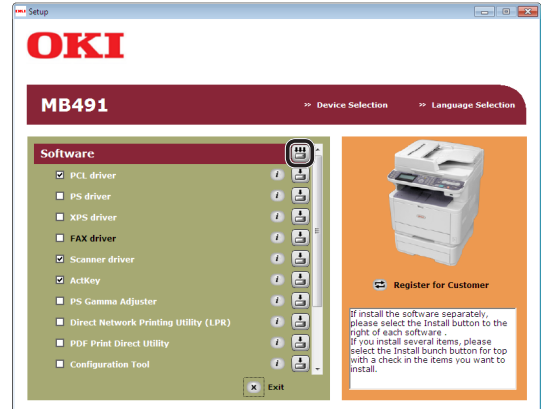 Setup
OKI
MB491
>> Device Selection >> Language Selection
Software
PCL driver
PS driver
XPS driver
FAX driver
Scanner driver
ActKey
PS Gamma Adjuster
Direct Network Printing Utility (LPR)
PDF Print Direct Utility
Configuration Tool
Exit
Register for Customer
If install the software separately,
please select the Install button to the
right of each software .
If you install several items, please
select the Install bunch button for top
with a check in the items you want to
install.